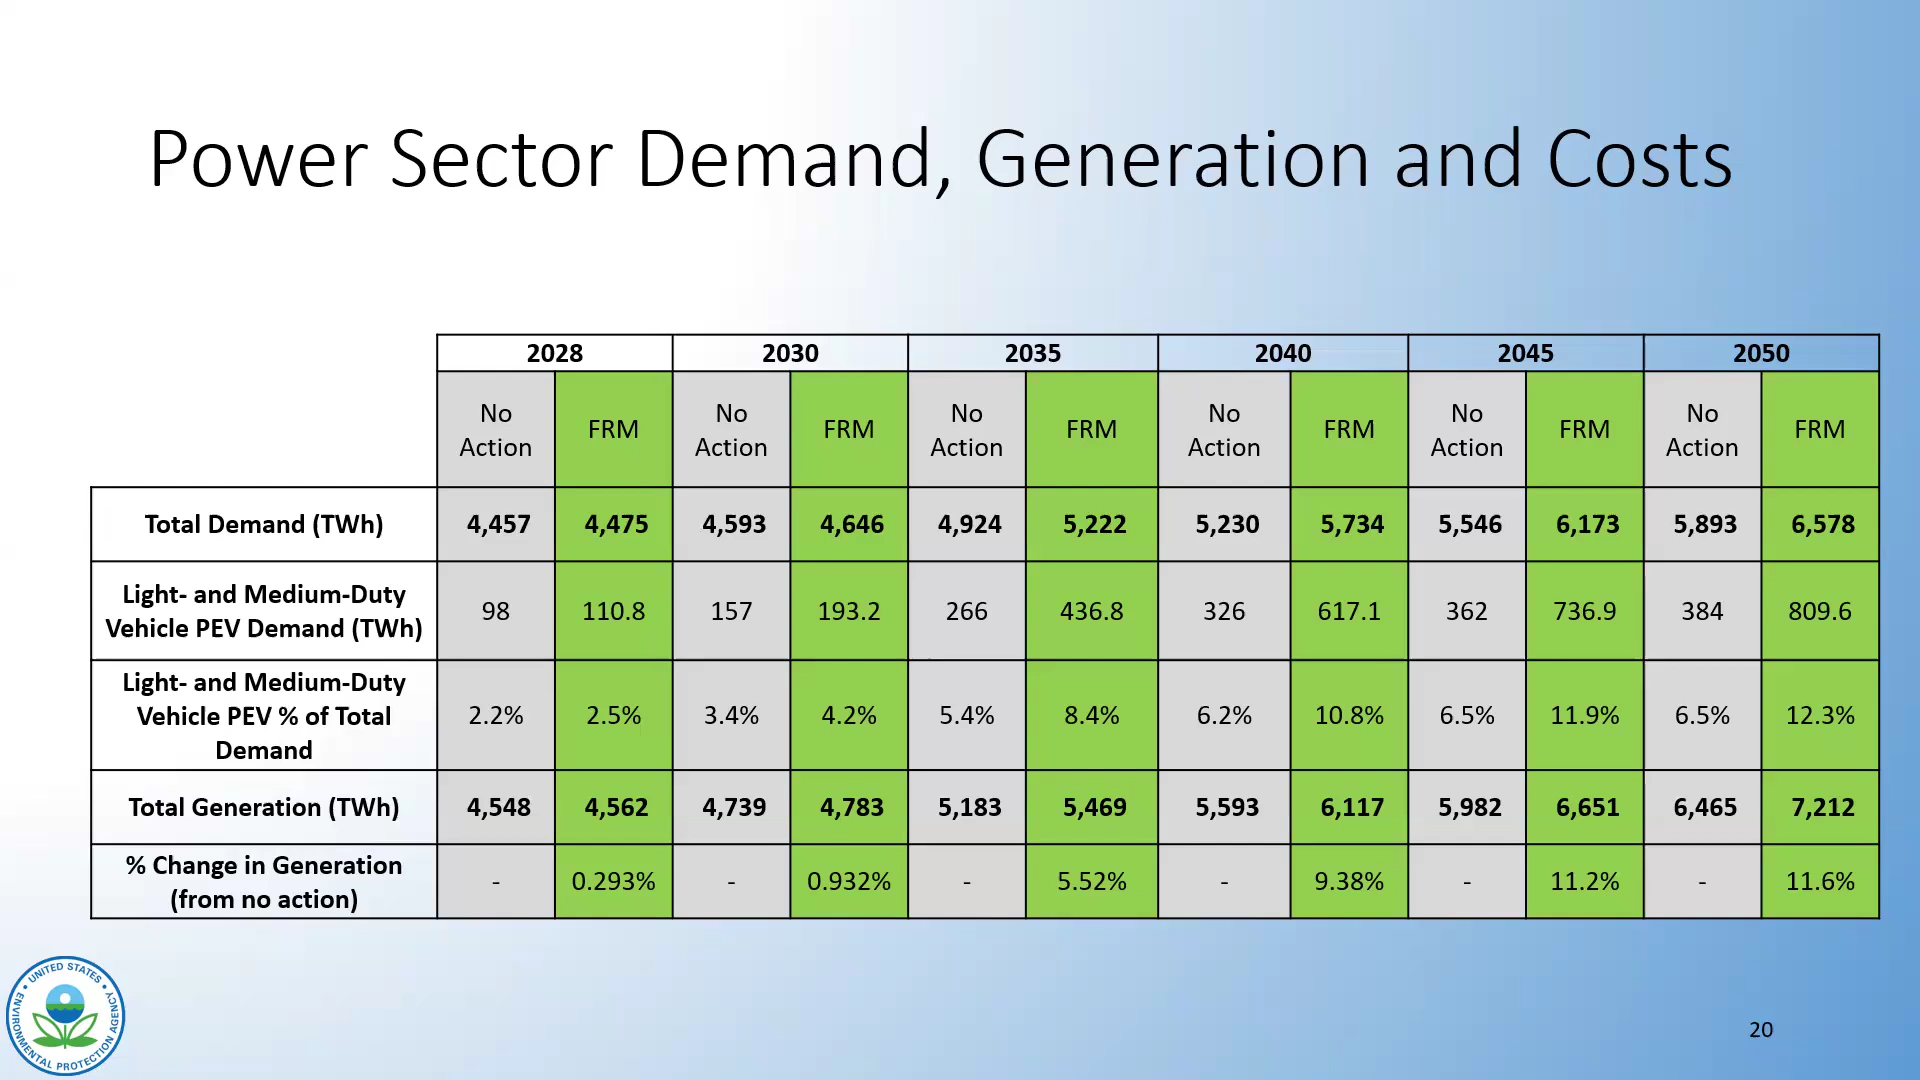 Power Sector Demand, Generation and Costs
2028 2030 2035 2040 2045 2050
No Action FRM No Action FRM No Action FRM No Action FRM No Action FRM No Action FRM
Total Demand (TWh) 4,457 4,475 4,593 4,646 4,924 5,222 5,230 5,734 5,546 6,173 5,893 6,578
Light- and Medium-Duty
Vehicle PEV Demand (TWh) 98 110.8 157 193.2 266 436.8 326 617.1 362 736.9 384 809.6
Light- and Medium-Duty
Vehicle PEV % of Total
Demand 2.2% 2.5% 3.4% 4.2% 5.4% 8.4% 6.2% 10.8% 6.5% 11.9% 6.5% 12.3%
Total Generation (TWh) 4,548 4,562 4,739 4,783 5,183 5,469 5,593 6,117 5,982 6,651 6,465 7,212
% Change in Generation
(from no action) - 0.293% - 0.932% - 5.52% - 9.38% - 11.2% - 11.6%
UNITED STATES
ENVIRONMENTAL PROTECTION AGENCY
20